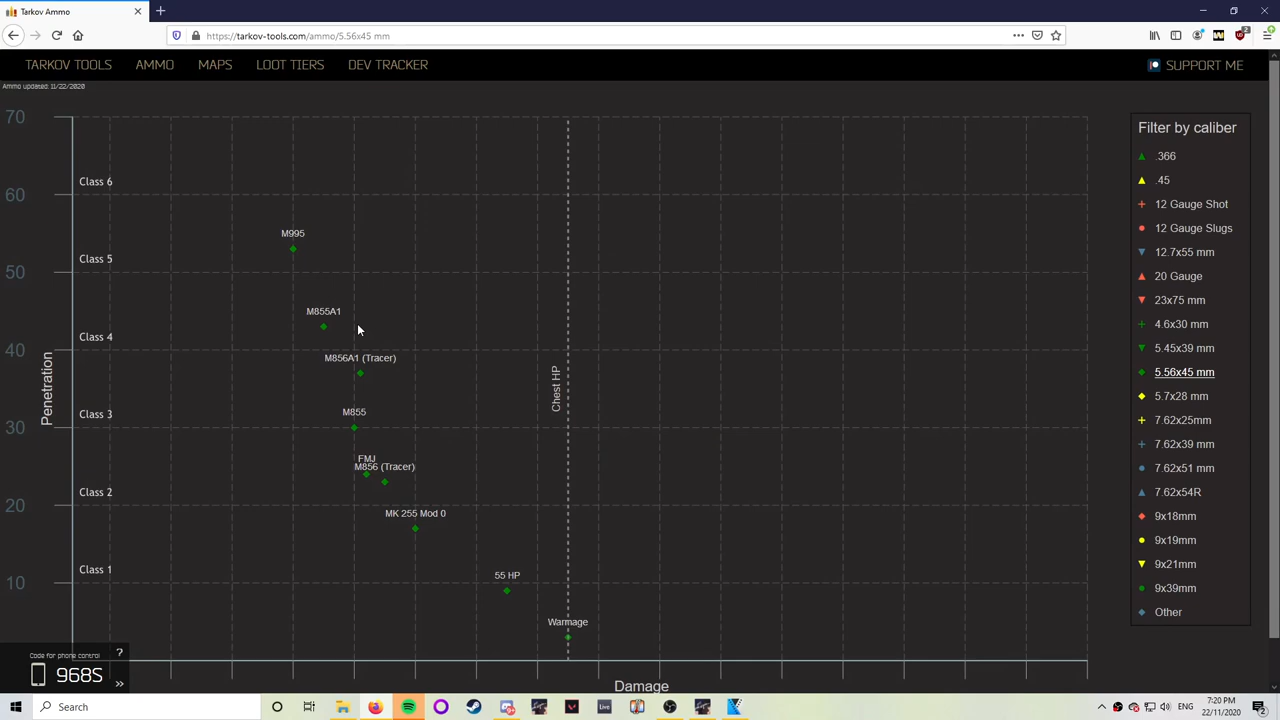 Tarkov Ammo
https://tarkov-tools.com/ammo/5.56x45 mm
TARKOV TOOLS
AMMO
MAPS
LOOT TIERS
DEV TRACKER
SUPPORT ME
Ammo updated: 11/22/2020
70
60
50
40
30
20
10
Penetration
Class 6
Class 5
Class 4
Class 3
Class 2
Class 1
M995
M855A1
M856A1 (Tracer)
M855
FMJ
M856 (Tracer)
MK 255 Mod 0
55 HP
Warmage
Chest HP
Damage
Filter by caliber
.366
.45
12 Gauge Shot
12 Gauge Slugs
12.7x55 mm
20 Gauge
23x75 mm
4.6x30 mm
5.45x39 mm
5.56x45 mm
5.7x28 mm
7.62x25mm
7.62x39 mm
7.62x51 mm
7.62x54R
9x18mm
9x19mm
9x21mm
9x39mm
Other
Code for phone control
?
968S
»
Search
Live
ENG
7:20 PM
22/11/2020
2